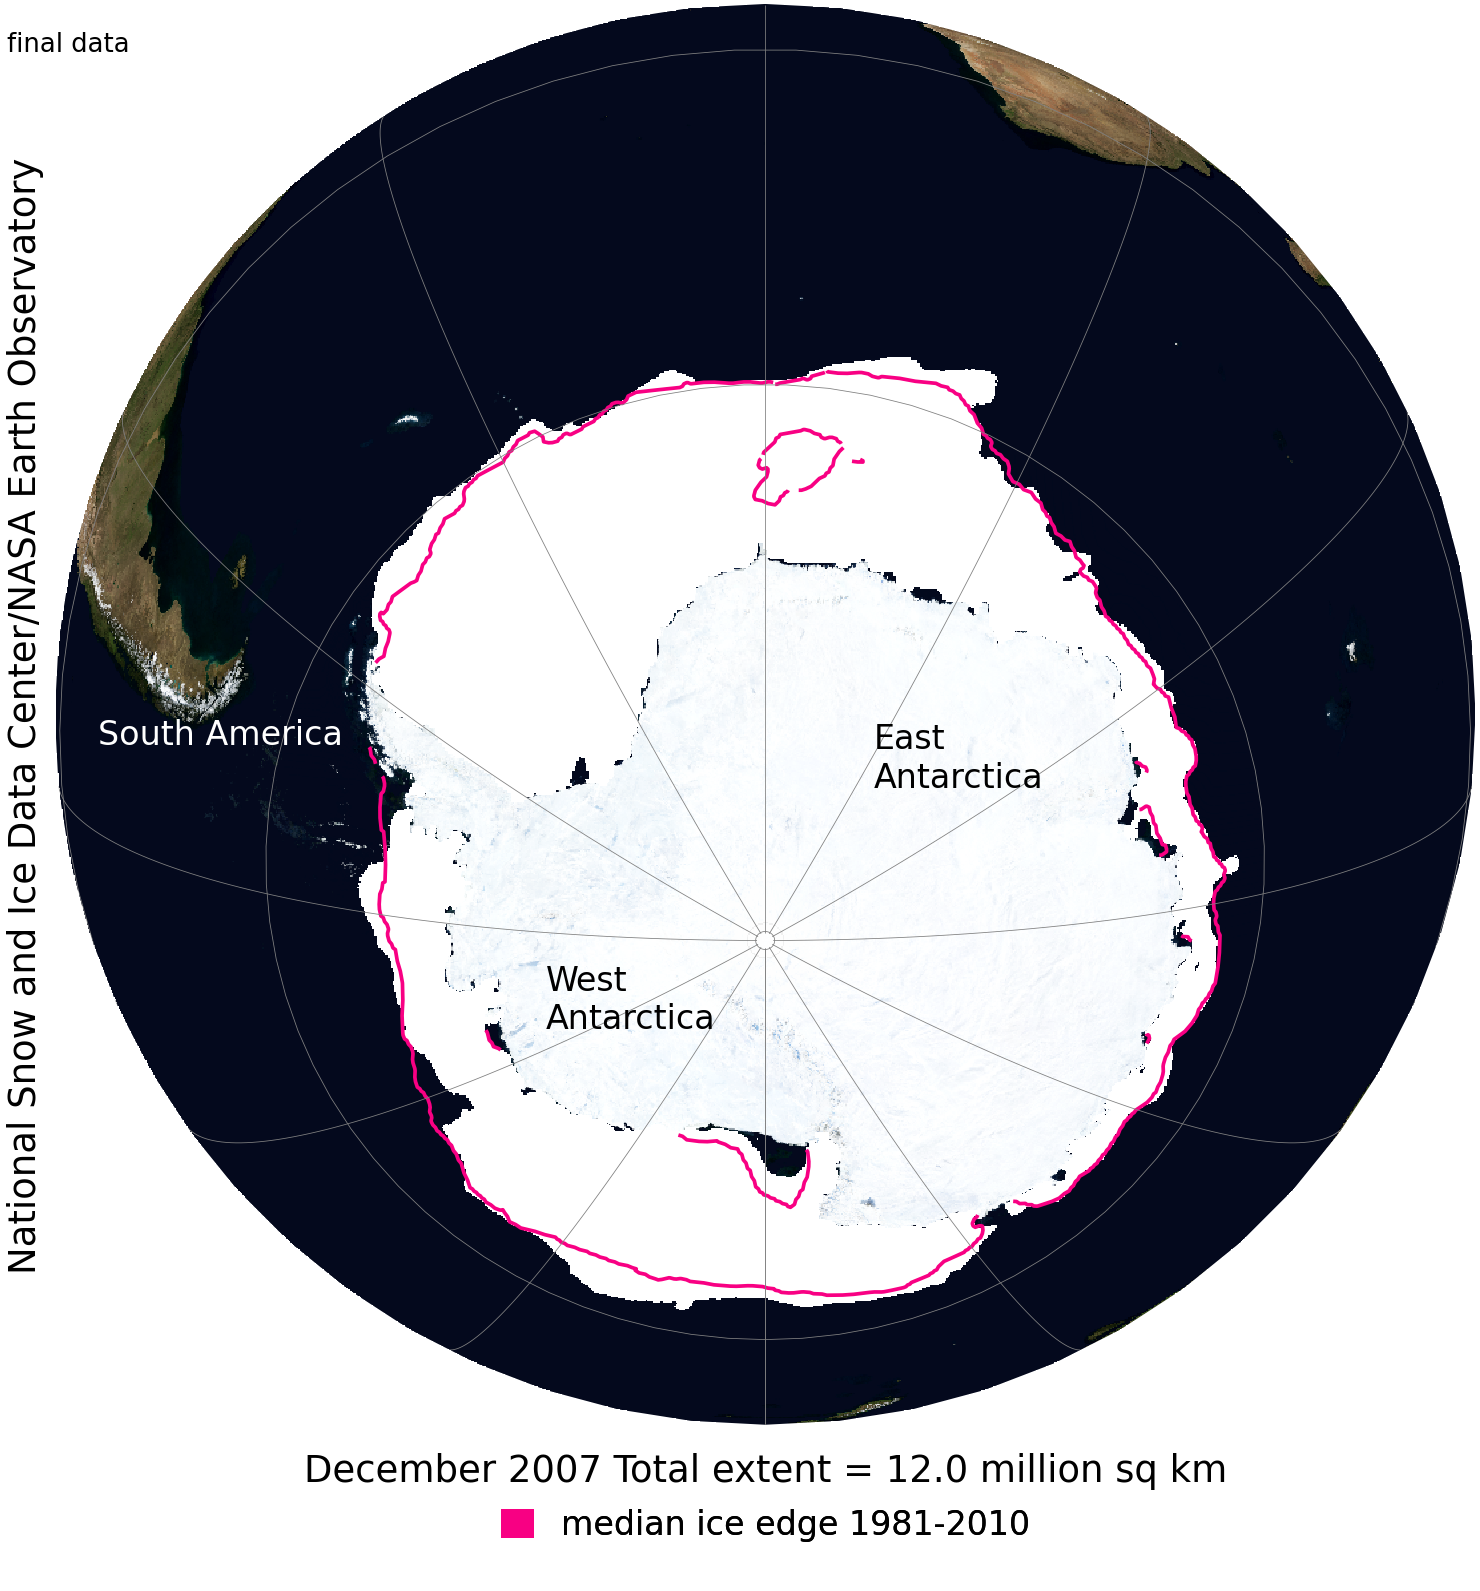 final data
National Snow and Ice Data Center/NASA Earth Observatory
South America
East
Antarctica
West
Antarctica
December 2007 Total extent = 12.0 million sq km
median ice edge 1981-2010